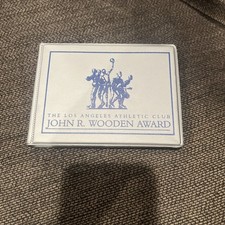 THE LOS ANGELES ATHLETIC CLUB
JOHN R. WOODEN AWARD